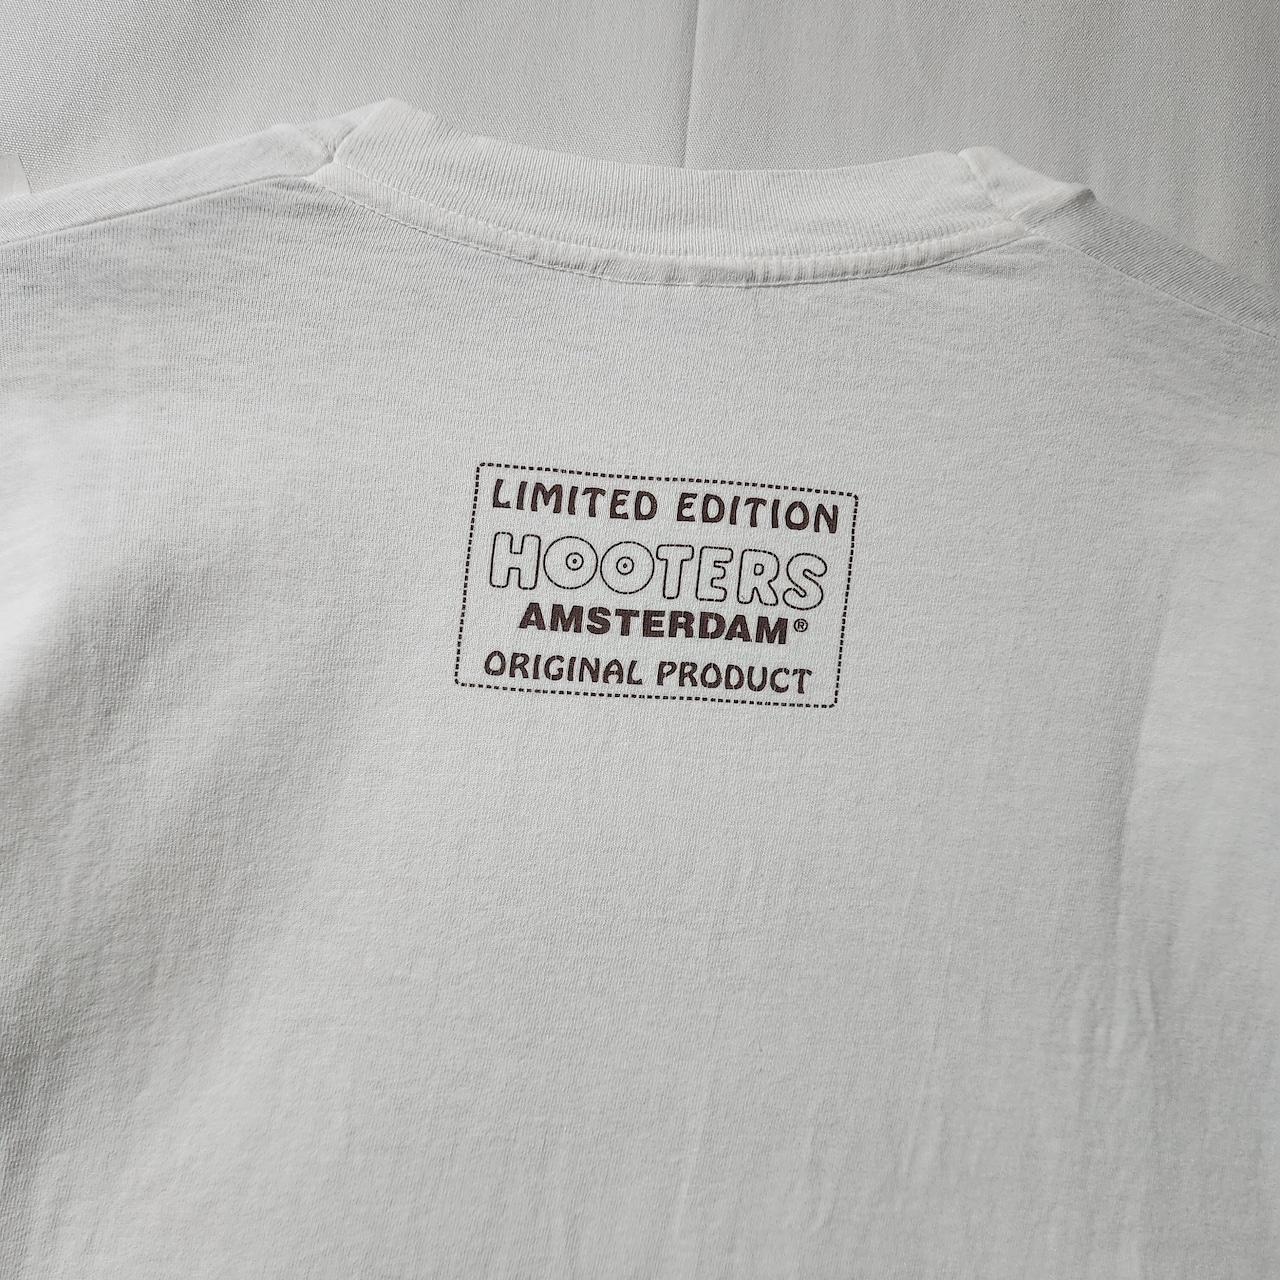 LIMITED EDITION
HOOTERS
AMSTERDAM®
ORIGINAL PRODUCT